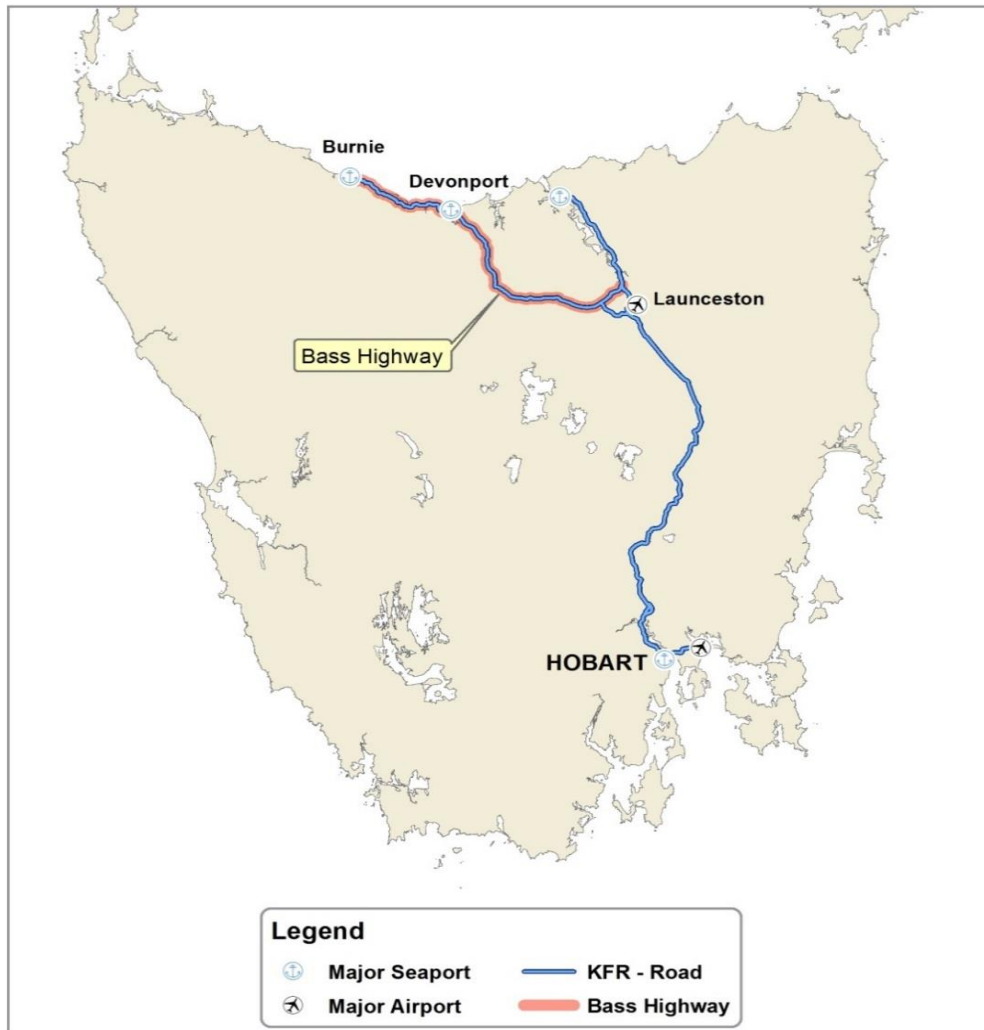 Burnie
Devonport
Launceston
Bass Highway
HOBART
Legend
Major Seaport
KFR - Road
Major Airport
Bass Highway